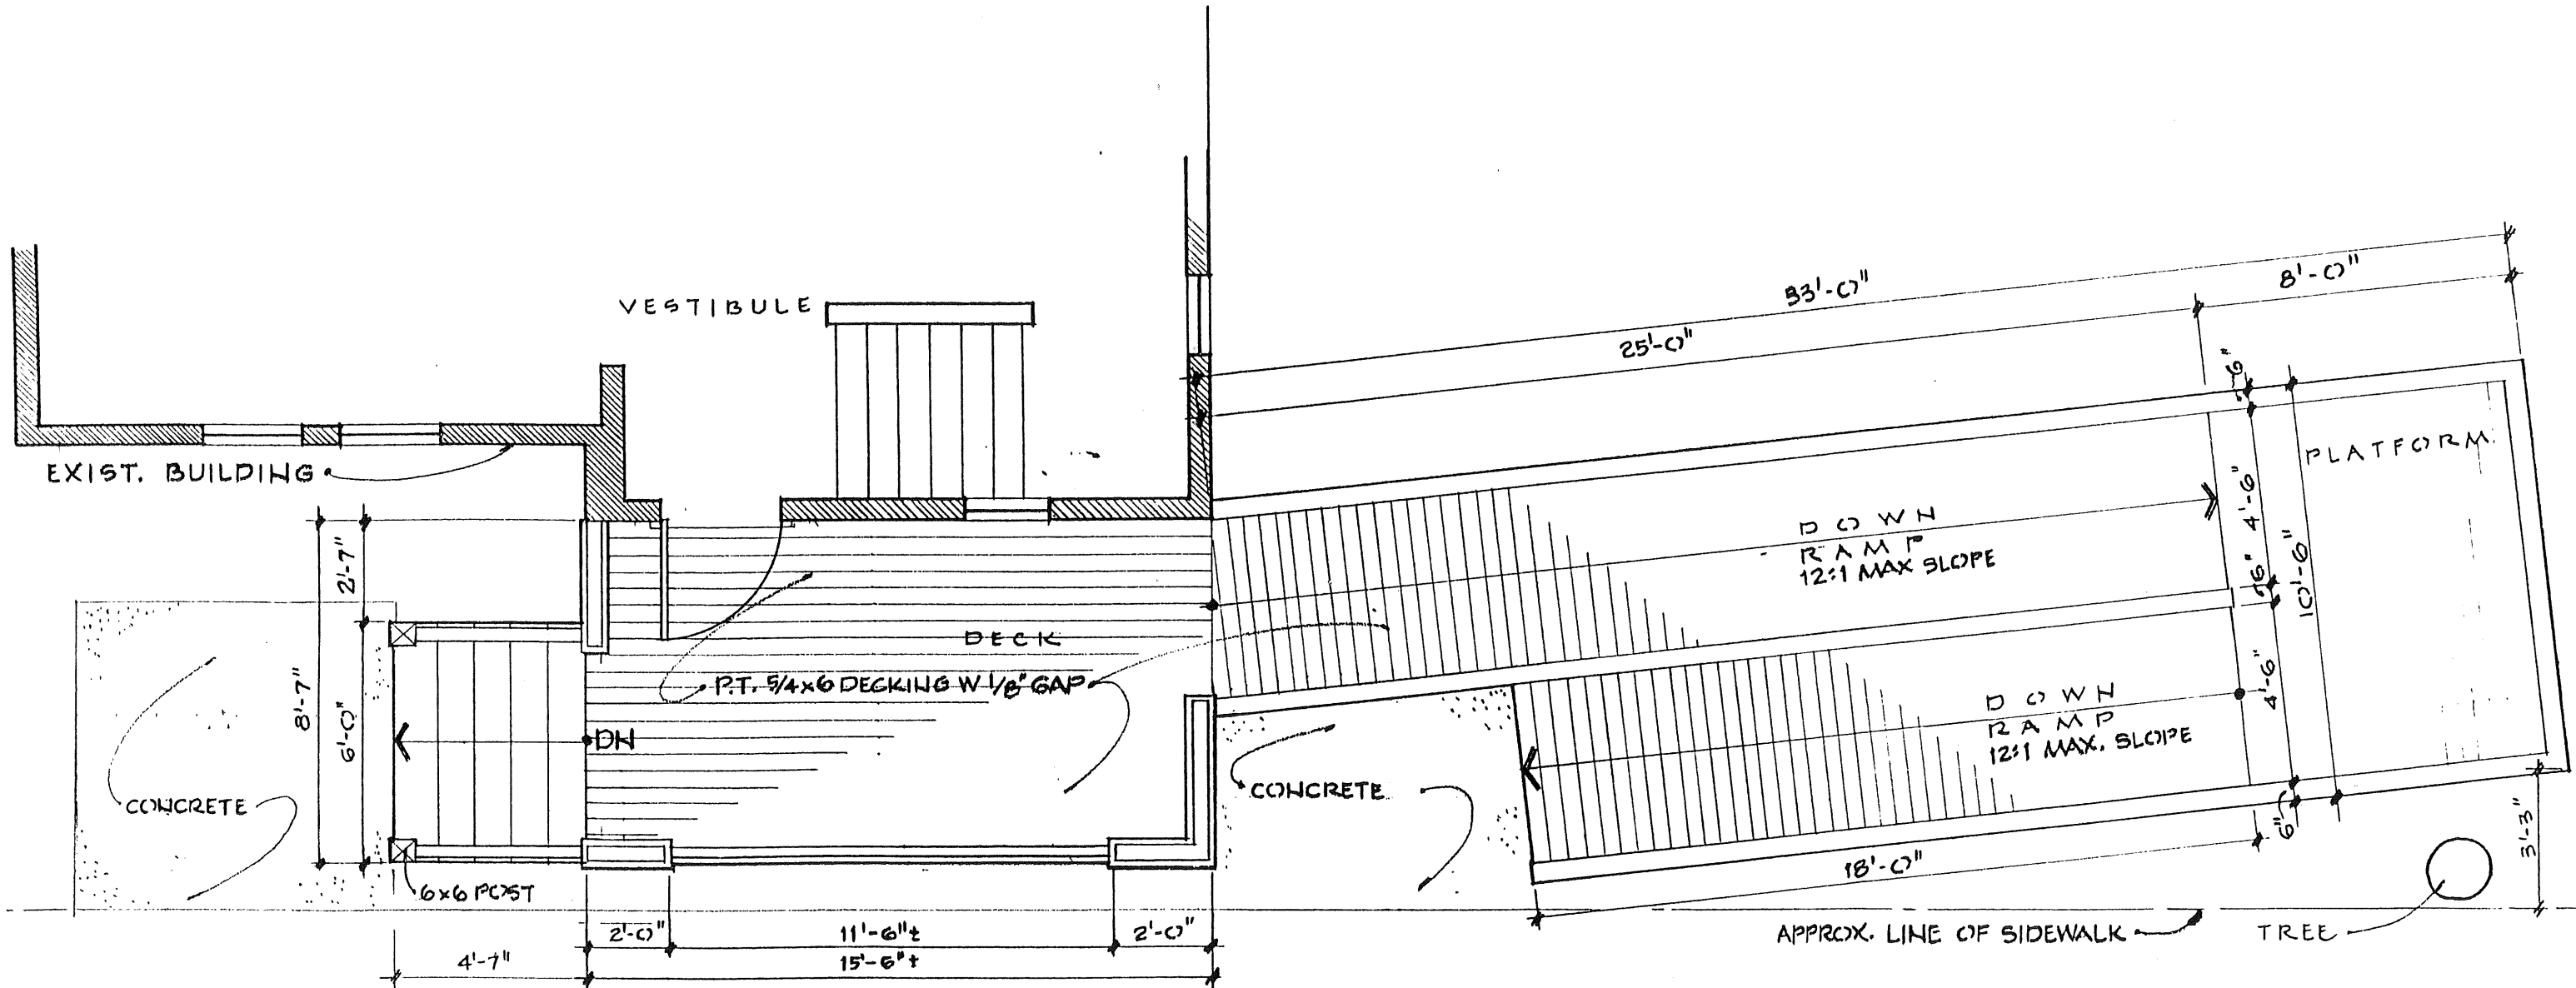 33'-0"
8'-0"
25'-0"
VESTIBULE
6"
EXIST. BUILDING
PLATFORM
4'-6"
DOWN
RAMP
12:1 MAX SLOPE
2'-7"
6"
10'-6"
DECK
8'-7"
6'-0"
P.T. 5/4x6 DECKING W 1/8" GAP
4'-6"
DN
DOWN
RAMP
12:1 MAX. SLOPE
CONCRETE
CONCRETE
6"
3'-3"
18'-0"
6x6 POST
2'-0"
11'-6"±
2'-0"
APPROX. LINE OF SIDEWALK
TREE
4'-7"
15'-6"±